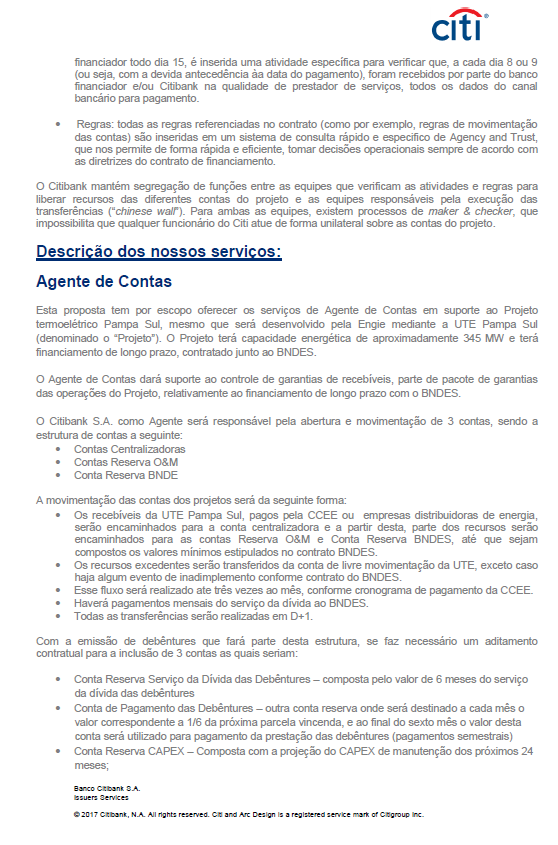 citi®
financiador todo dia 15, é inserida uma atividade específica para verificar que, a cada dia 8 ou 9
(ou seja, com a devida antecedência àa data do pagamento), foram recebidos por parte do banco
financiador e/ou Citibank na qualidade de prestador de serviços, todos os dados do canal
bancário para pagamento.
• Regras: todas as regras referenciadas no contrato (como por exemplo, regras de movimentação
das contas) são inseridas em um sistema de consulta rápido e especifico de Agency and Trust,
que nos permite de forma rápida e eficiente, tomar decisões operacionais sempre de acordo com
as diretrizes do contrato de financiamento.
O Citibank mantém segregação de funções entre as equipes que verificam as atividades e regras para
liberar recursos das diferentes contas do projeto e as equipes responsáveis pela execução das
transferências ("chinese wall"). Para ambas as equipes, existem processos de maker & checker, que
impossibilita que qualquer funcionário do Citi atue de forma unilateral sobre as contas do projeto.
Descrição dos nossos serviços:
Agente de Contas
Esta proposta tem por escopo oferecer os serviços de Agente de Contas em suporte ao Projeto
termoelétrico Pampa Sul, mesmo que será desenvolvido pela Engie mediante a UTE Pampa Sul
(denominado o "Projeto"). O Projeto terá capacidade energética de aproximadamente 345 MW e terá
financiamento de longo prazo, contratado junto ao BNDES.
O Agente de Contas dará suporte ao controle de garantias de recebíveis, parte de pacote de garantias
das operações do Projeto, relativamente ao financiamento de longo prazo com o BNDES.
O Citibank S.A. como Agente será responsável pela abertura e movimentação de 3 contas, sendo a
estrutura de contas a seguinte:
• Contas Centralizadoras
• Contas Reserva O&M
• Conta Reserva BNDE
A movimentação das contas dos projetos será da seguinte forma:
• Os recebíveis da UTE Pampa Sul, pagos pela CCEE ou empresas distribuidoras de energia,
serão encaminhados para a conta centralizadora e a partir desta, parte dos recursos serão
encaminhados para as contas Reserva O&M e Conta Reserva BNDES, até que sejam
compostos os valores mínimos estipulados no contrato BNDES.
• Os recursos excedentes serão transferidos da conta de livre movimentação da UTE, exceto caso
haja algum evento de inadimplemento conforme contrato do BNDES.
• Esse fluxo será realizado ate três vezes ao mês, conforme cronograma de pagamento da CCEE.
• Haverá pagamentos mensais do serviço da dívida ao BNDES.
• Todas as transferências serão realizadas em D+1.
Com a emissão de debêntures que fará parte desta estrutura, se faz necessário um aditamento
contratual para a inclusão de 3 contas as quais seriam:
• Conta Reserva Serviço da Dívida das Debêntures – composta pelo valor de 6 meses do serviço
da dívida das debêntures
• Conta de Pagamento das Debêntures – outra conta reserva onde será destinado a cada mês o
valor correspondente a 1/6 da próxima parcela vincenda, e ao final do sexto mês o valor desta
conta será utilizado para pagamento da prestação das debêntures (pagamentos semestrais)
• Conta Reserva CAPEX – Composta com a projeção do CAPEX de manutenção dos próximos 24
meses;
Banco Citibank S.A.
Issuers Services
© 2017 Citibank, N.A. All rights reserved. Citi and Arc Design is a registered service mark of Citigroup Inc.